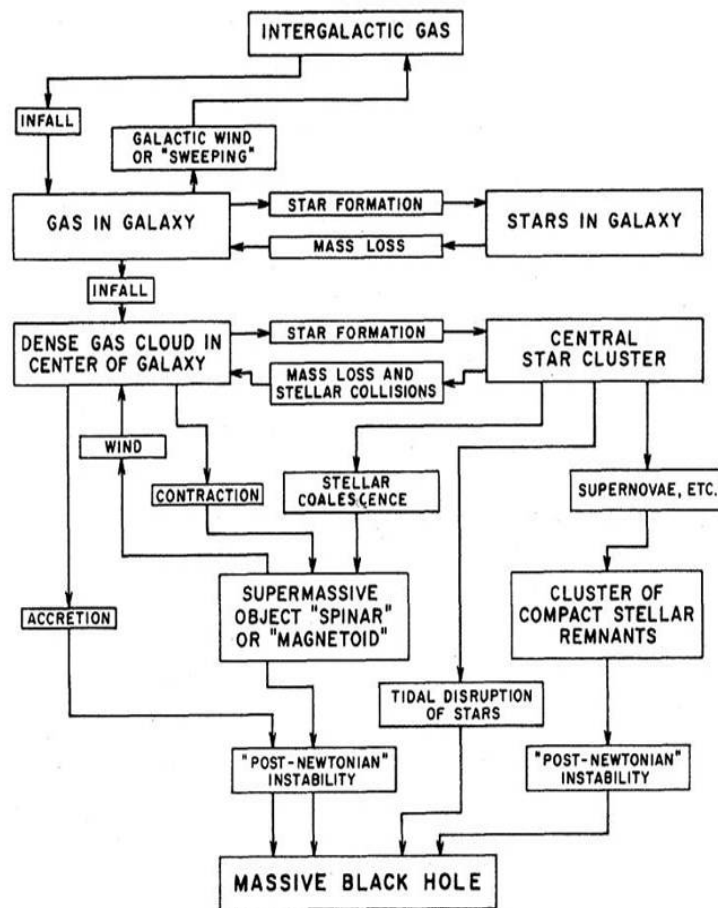 INTERGALACTIC GAS
INFALL
GALACTIC WIND
OR "SWEEPING"
GAS IN GALAXY
STAR FORMATION
MASS LOSS
STARS IN GALAXY
INFALL
DENSE GAS CLOUD IN
CENTER OF GALAXY
STAR FORMATION
MASS LOSS AND
STELLAR COLLISIONS
CENTRAL
STAR CLUSTER
WIND
CONTRACTION
STELLAR
COALESCENCE
SUPERNOVAE, ETC.
ACCRETION
SUPERMASSIVE
OBJECT "SPINAR"
OR "MAGNETOID"
CLUSTER OF
COMPACT STELLAR
REMNANTS
TIDAL DISRUPTION
OF STARS
"POST-NEWTONIAN"
INSTABILITY
"POST-NEWTONIAN"
INSTABILITY
MASSIVE BLACK HOLE